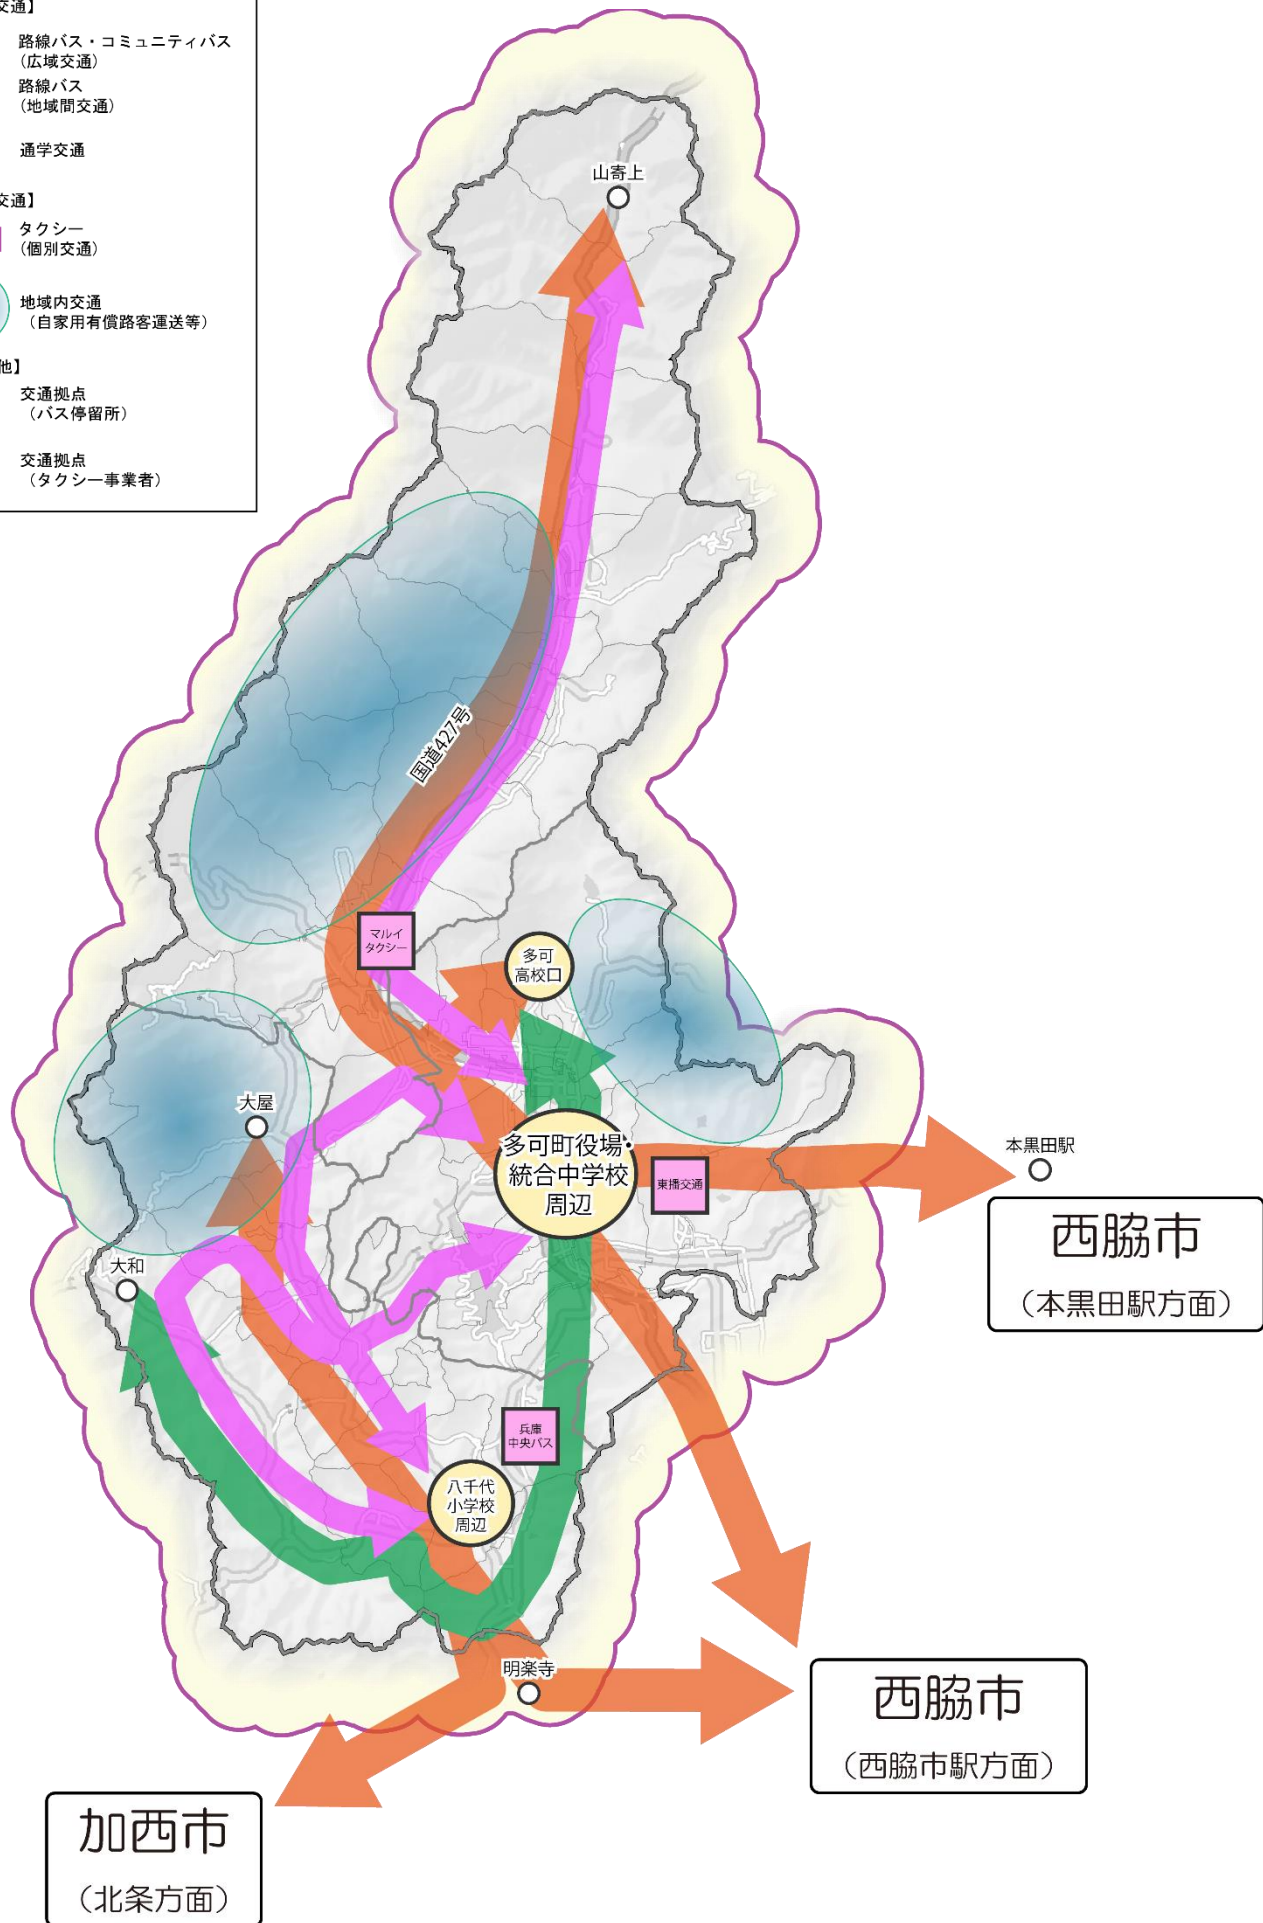 交通】
路線バス・コミュニティバス
(広域交通)
路線バス
(地域間交通)
通学交通
交通】
タクシー
(個別交通)
地域内交通
(自家用有償路客運送等)
他】
交通拠点
(バス停留所)
交通拠点
(タクシー事業者)
山寄上
国道427号
マルイ
タクシー
多可
高校口
大屋
多可町役場・
統合中学校
周辺
東播交通
本黒田駅
西脇市
(本黒田駅方面)
大和
兵庫
中央バス
八千代
小学校
周辺
明楽寺
西脇市
(西脇市駅方面)
加西市
(北条方面)